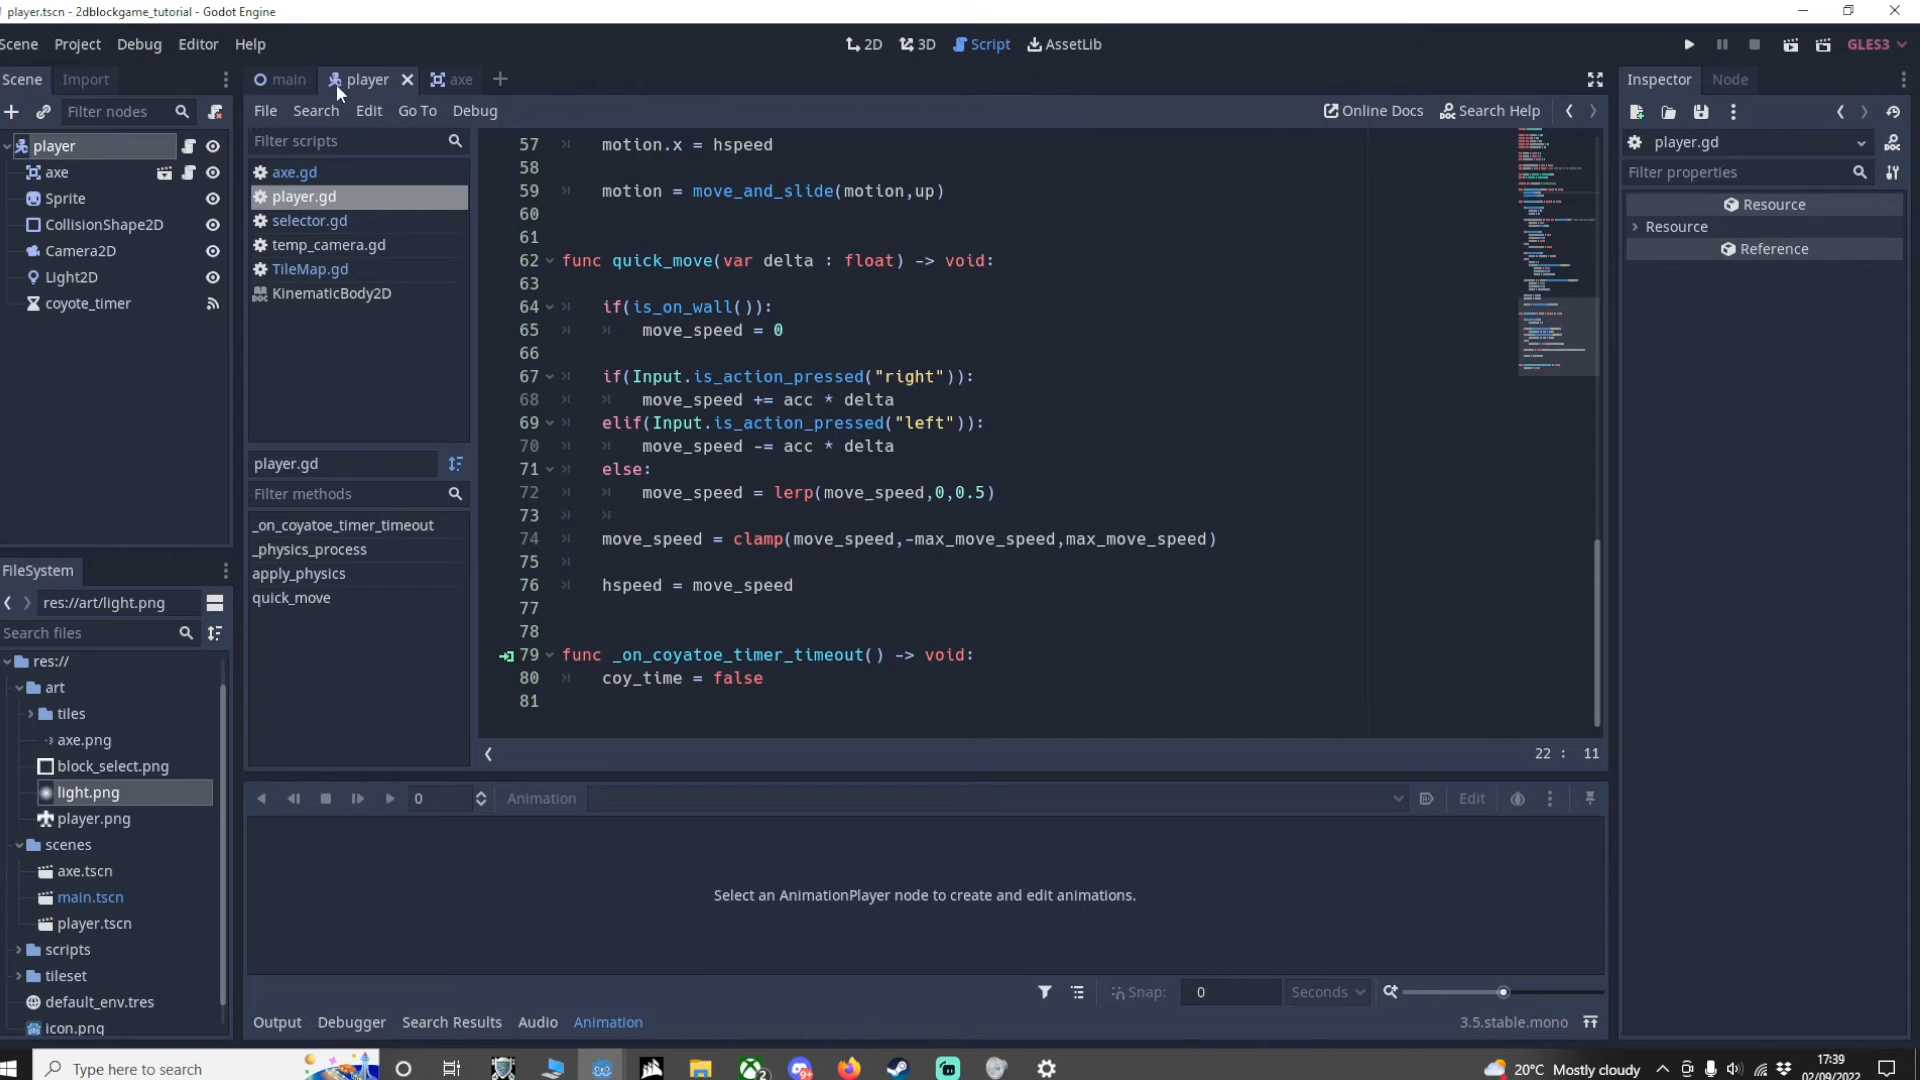 player.tscn - 2dblockgame_tutorial - Godot Engine
Scene Project Debug Editor Help
2D 3D Script AssetLib
GLES3
Scene Import
main player axe
Inspector Node
Filter nodes
File Search Edit Go To Debug
Online Docs Search Help
player
axe
Sprite
CollisionShape2D
Camera2D
Light2D
coyote_timer
Filter scripts
axe.gd
player.gd
selector.gd
temp_camera.gd
TileMap.gd
KinematicBody2D
player.gd
Filter methods
_on_coyatoe_timer_timeout
_physics_process
apply_physics
quick_move
57 motion.x = hspeed
58
59 motion = move_and_slide(motion,up)
60
61
62 func quick_move(var delta : float) -> void:
63
64 if(is_on_wall()):
65 move_speed = 0
66
67 if(Input.is_action_pressed("right")):
68 move_speed += acc * delta
69 elif(Input.is_action_pressed("left")):
70 move_speed -= acc * delta
71 else:
72 move_speed = lerp(move_speed,0,0.5)
73
74 move_speed = clamp(move_speed,-max_move_speed,max_move_speed)
75
76 hspeed = move_speed
77
78
79 func _on_coyatoe_timer_timeout() -> void:
80 coy_time = false
81
22 : 11
player.gd
Filter properties
Resource
Resource
Reference
FileSystem
res://art/light.png
Search files
res://
art
tiles
axe.png
block_select.png
light.png
player.png
scenes
axe.tscn
main.tscn
player.tscn
scripts
tileset
default_env.tres
icon.png
0 Animation Edit
Select an AnimationPlayer node to create and edit animations.
Snap: 0 Seconds
Output Debugger Search Results Audio Animation
3.5.stable.mono
Type here to search
2
9+
20°C Mostly cloudy
17:39
02/09/2022